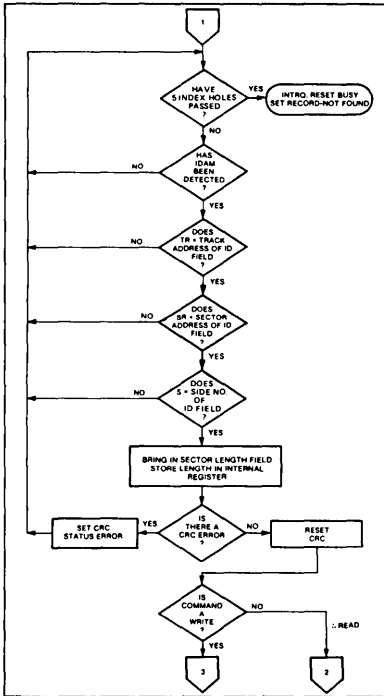 1
HAVE
5 INDEX HOLES
PASSED
?
YES
INTRQ, RESET BUSY
SET RECORD-NOT FOUND
NO
HAS
IDAM
BEEN
DETECTED
?
NO
YES
DOES
TR = TRACK
ADDRESS OF ID
FIELD
?
NO
YES
DOES
SR = SECTOR
ADDRESS OF ID
FIELD
?
NO
YES
DOES
S = SIDE NO.
OF
ID FIELD
?
NO
YES
BRING IN SECTOR LENGTH FIELD
STORE LENGTH IN INTERNAL
REGISTER
IS
THERE A
CRC ERROR
?
YES
SET CRC
STATUS ERROR
NO
RESET
CRC
IS
COMMAND
A
WRITE
?
NO
∴ READ
YES
3
2